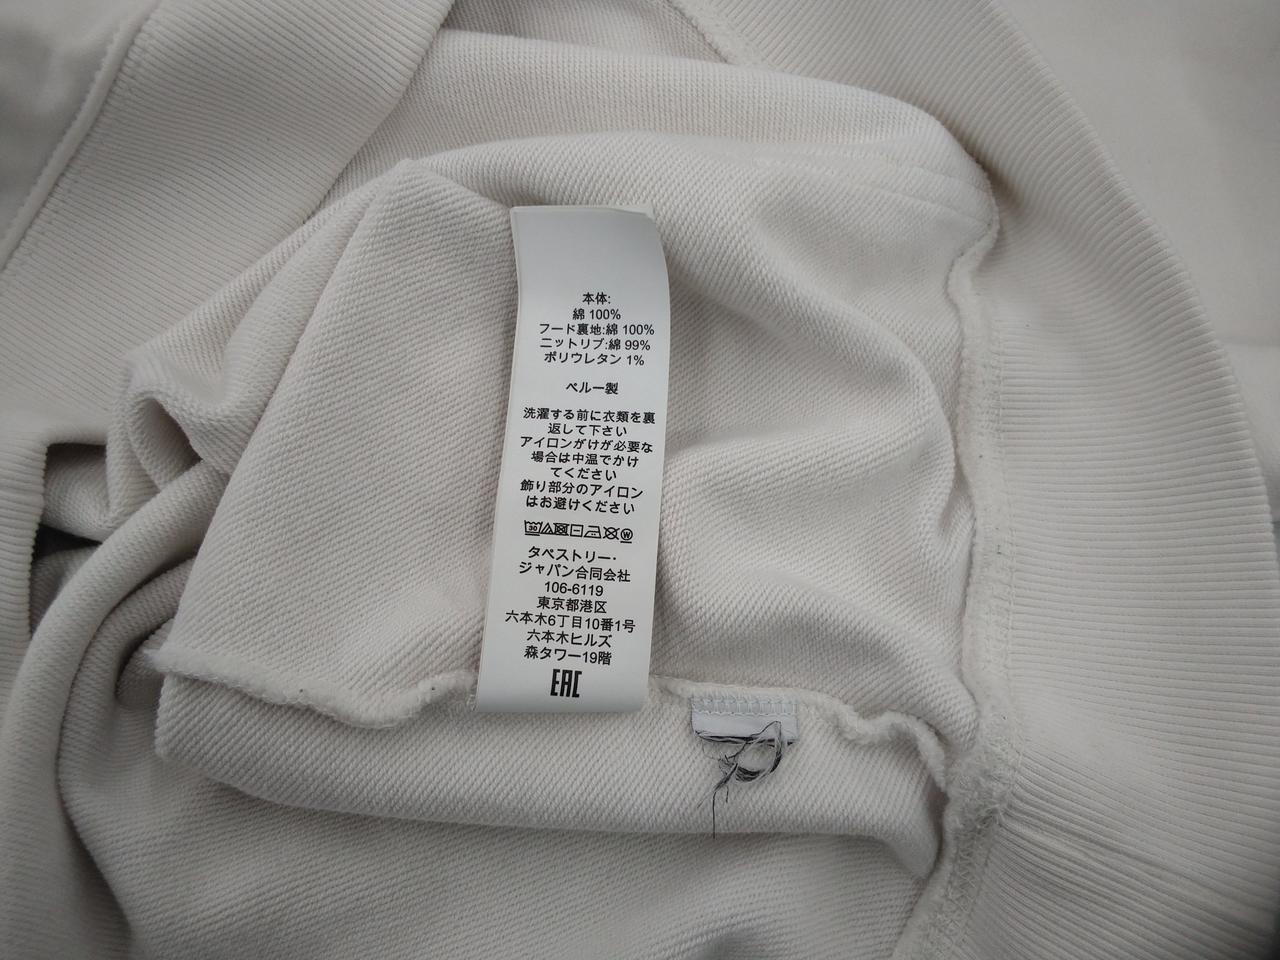 本体:
綿 100%
フード裏地:綿 100%
ニットリブ:綿 99%
ポリウレタン 1%
ペルー製
洗濯する前に衣類を裏
返して下さい
アイロンがけが必要な
場合は中温でかけ
てください
飾り部分のアイロン
はお避けください
30 W
タペストリー・
ジャパン合同会社
106-6119
東京都港区
六本木6丁目10番1号
六本木ヒルズ
森タワー19階
EAC